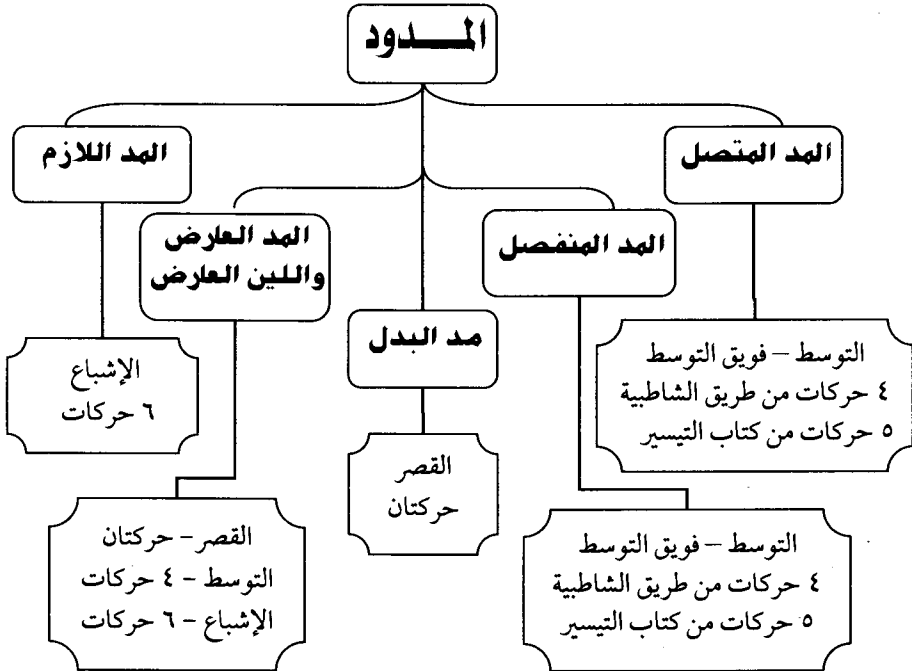 المـــدود
المد المتصل
المد اللازم
المد المنفصل
المد العارض
واللين العارض
مد البدل
التوسط – فويق التوسط
٤ حركات من طريق الشاطبية
٥ حركات من كتاب التيسير
الإشباع
٦ حركات
القصر
حركتان
التوسط – فويق التوسط
٤ حركات من طريق الشاطبية
٥ حركات من كتاب التيسير
القصر – حركتان
التوسط – ٤ حركات
الإشباع – ٦ حركات